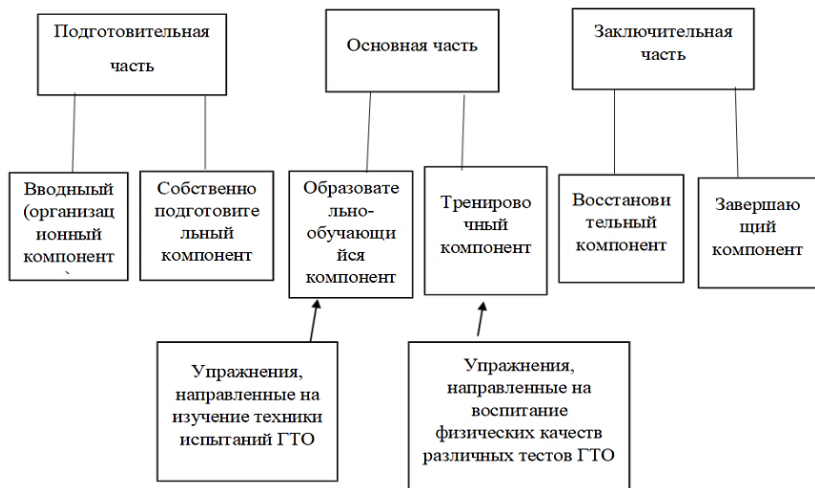 Подготовительная
часть
Основная часть
Заключительная
часть
Вводныый
(организац
ионный
компонент
`
Собственно
подготовите
льный
компонент
Образовате
льно-
обучающи
йся
компонент
Тренирово
чный
компонент
Восстанови
тельный
компонент
Завершаю
щий
компонент
Упражнения,
направленные на
изучение техники
испытаний ГТО
Упражнения,
направленные на
воспитание
физических качеств
различных тестов ГТО